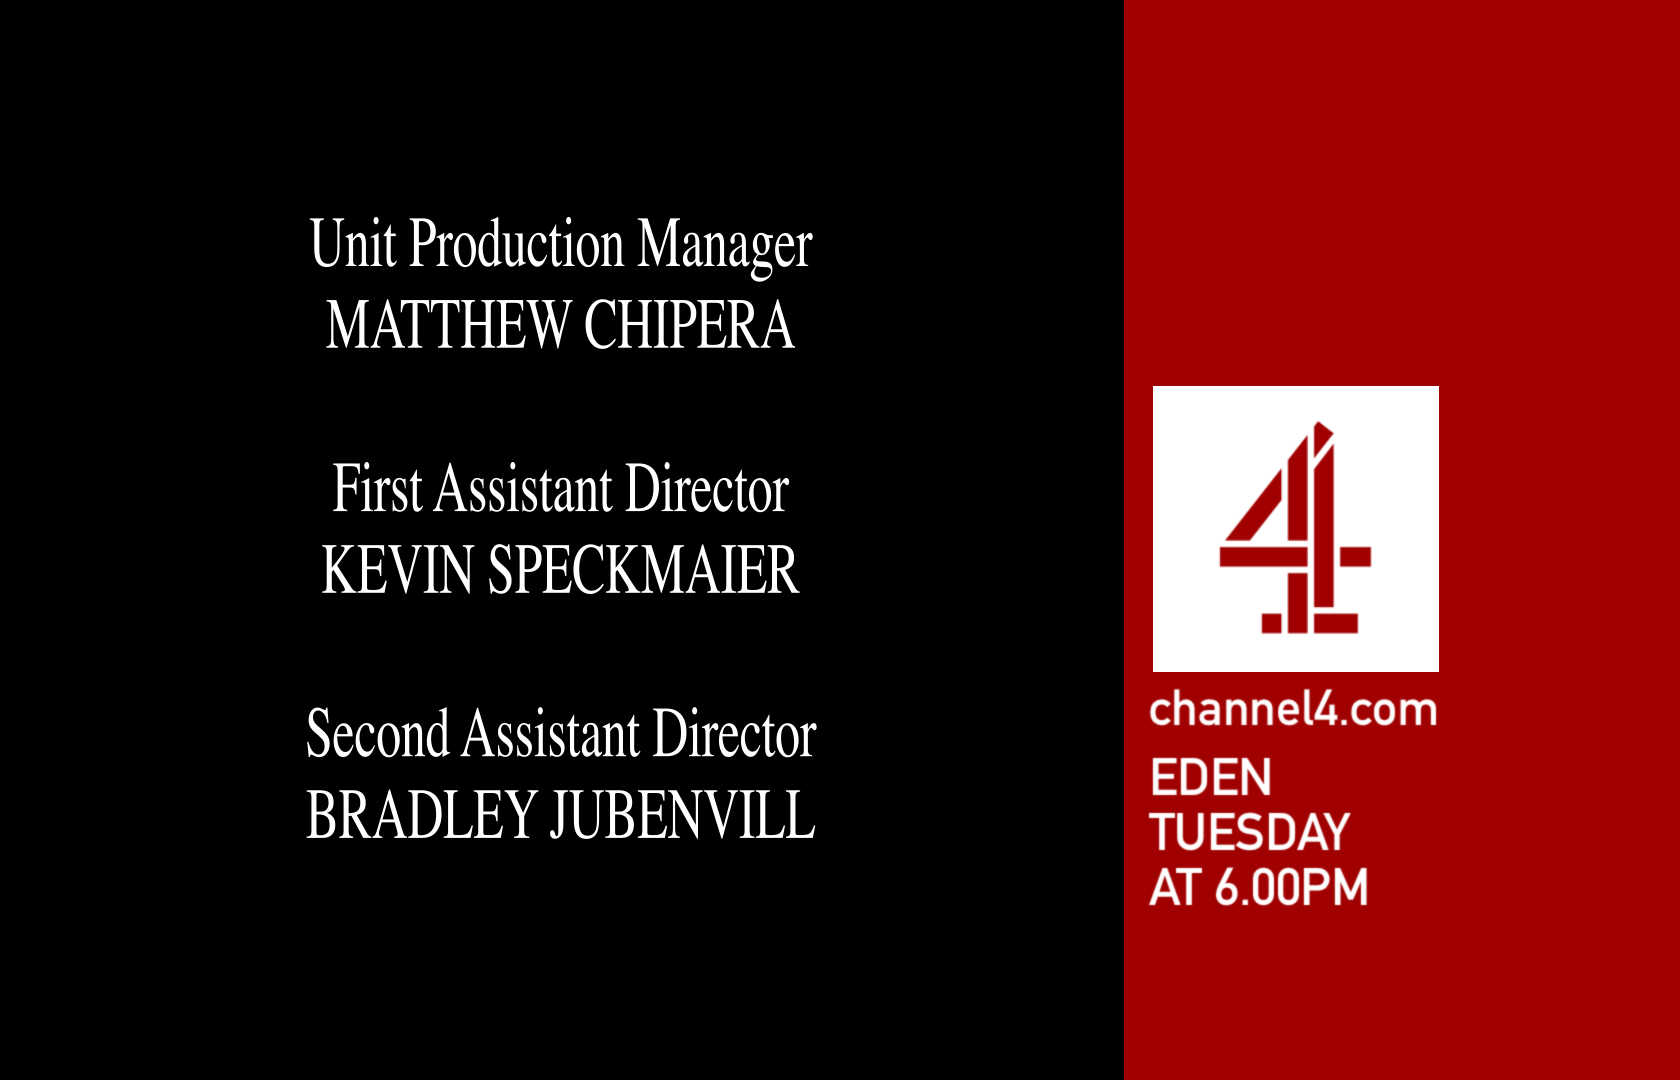 Unit Production Manager
MATTHEW CHIPERA
First Assistant Director
KEVIN SPECKMAIER
Second Assistant Director
BRADLEY JUBENVILL
4
channel4.com
EDEN
TUESDAY
AT 6.00PM